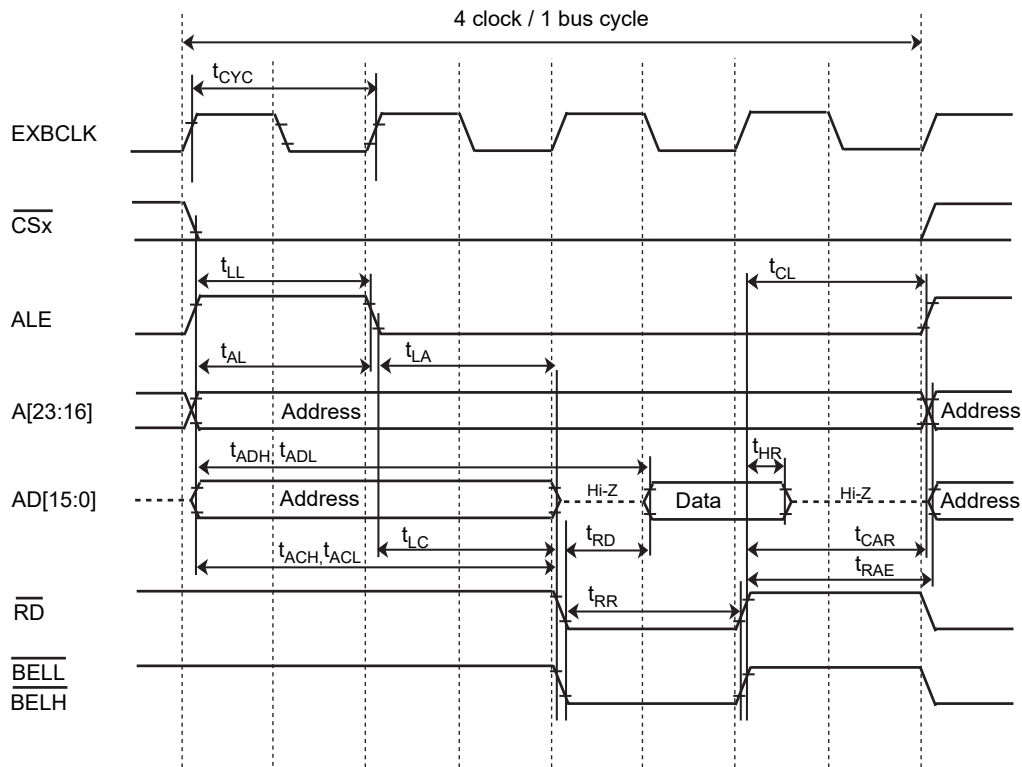 4 clock / 1 bus cycle
tCYC
EXBCLK
CSx
tLL
tCL
ALE
tAL
tLA
A[23:16]
Address
Address
tADH, tADL
tHR
AD[15:0]
Address
Hi-Z
Data
Hi-Z
Address
tLC
tRD
tCAR
tACH,tACL
tRAE
RD
tRR
BELL
BELH